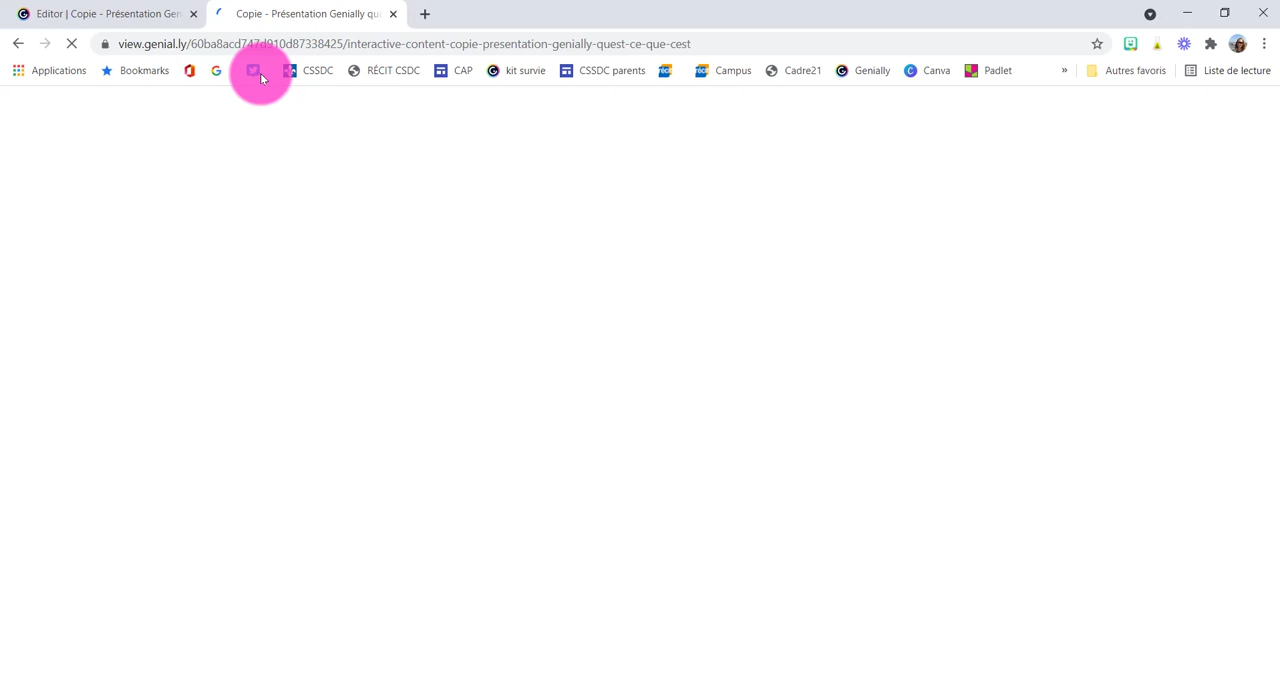 Editor | Copie - Présentation Gen
Copie - Présentation Genially qu
view.genial.ly/60ba8acd747d910d87338425/interactive-content-copie-presentation-genially-quest-ce-que-cest
Applications Bookmarks CSSDC RÉCIT CSDC CAP kit survie CSSDC parents Campus Cadre21 Genially Canva Padlet » Autres favoris Liste de lecture